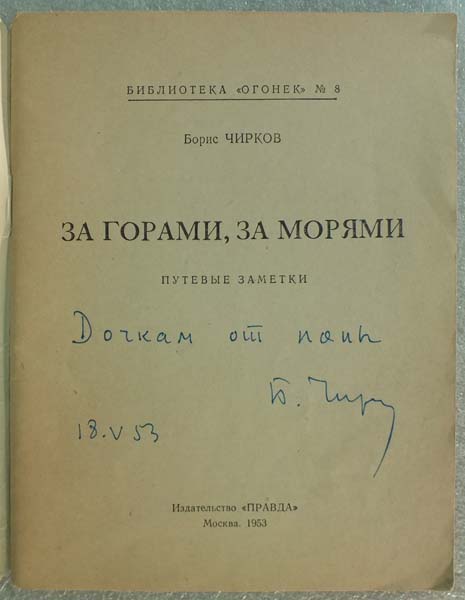 БИБЛИОТЕКА «ОГОНЕК» № 8
Борис ЧИРКОВ
ЗА ГОРАМИ, ЗА МОРЯМИ
ПУТЕВЫЕ ЗАМЕТКИ
Дочкам от папы
Б. Чирк
18.V 53
Издательство «ПРАВДА»
Москва. 1953